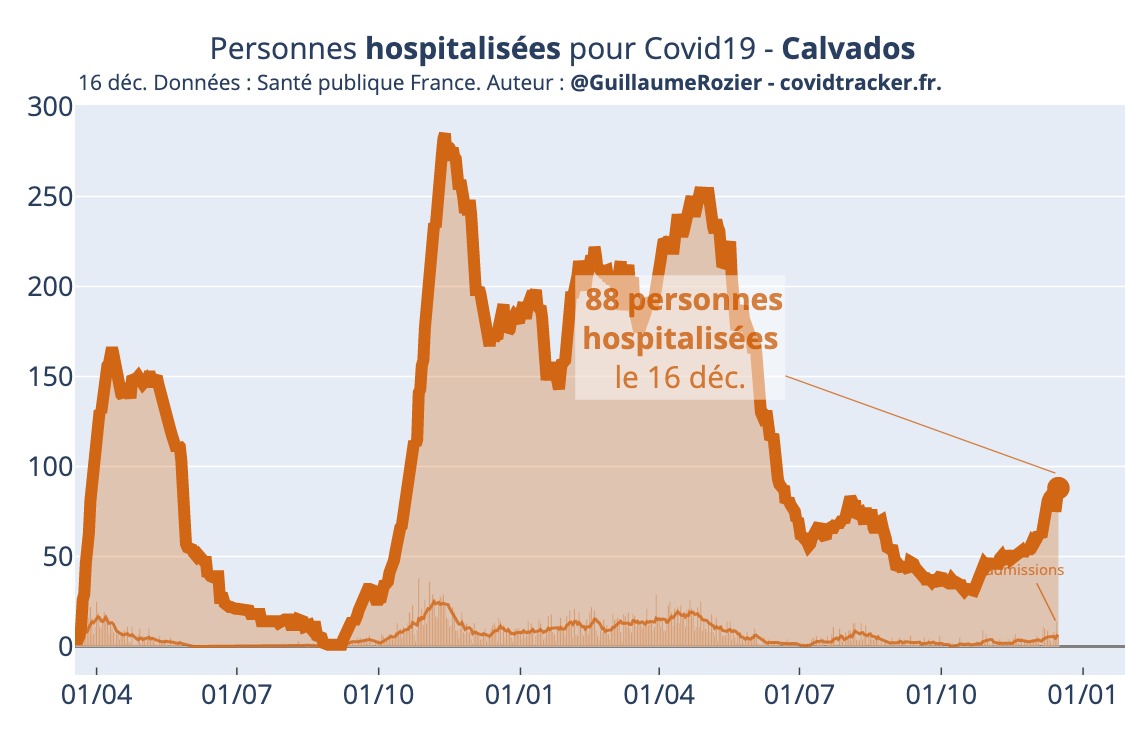 Personnes hospitalisées pour Covid19 - Calvados
16 déc. Données : Santé publique France. Auteur : @GuillaumeRozier - covidtracker.fr.
300
250
200
150
100
50
0
88 personnes
hospitalisées
le 16 déc.
admissions
01/04 01/07 01/10 01/01 01/04 01/07 01/10 01/01